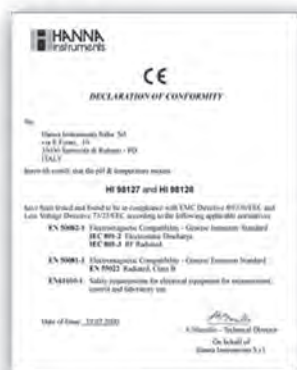 HANNA
instruments
CE
DECLARATION OF CONFORMITY
We
Hanna Instruments Italia Srl
via E.Fermi, 10
35030 Sarmeola di Rubano - PD
ITALY
herewith certify that the pH & temperature meters
HI 98127 and HI 98128
have been tested and found to be in compliance with EMC Directive 89/336/EEC and
Low Voltage Directive 73/23/EEC according to the following applicable normatives:
EN 50082-1 Electromagnetic Compatibility - Generic Immunity Standard
IEC 801-2 Electrostatic Discharge
IEC 801-3 RF Radiated
EN 50081-1 Electromagnetic Compatibility - Generic Emission Standard
EN 55022 Radiated, Class B
EN61010-1 Safety requirements for electrical equipment for measurement,
control and laboratory use
Date of Issue:
- Technical Director
On behalf of
Hanna Instruments S.r.l.